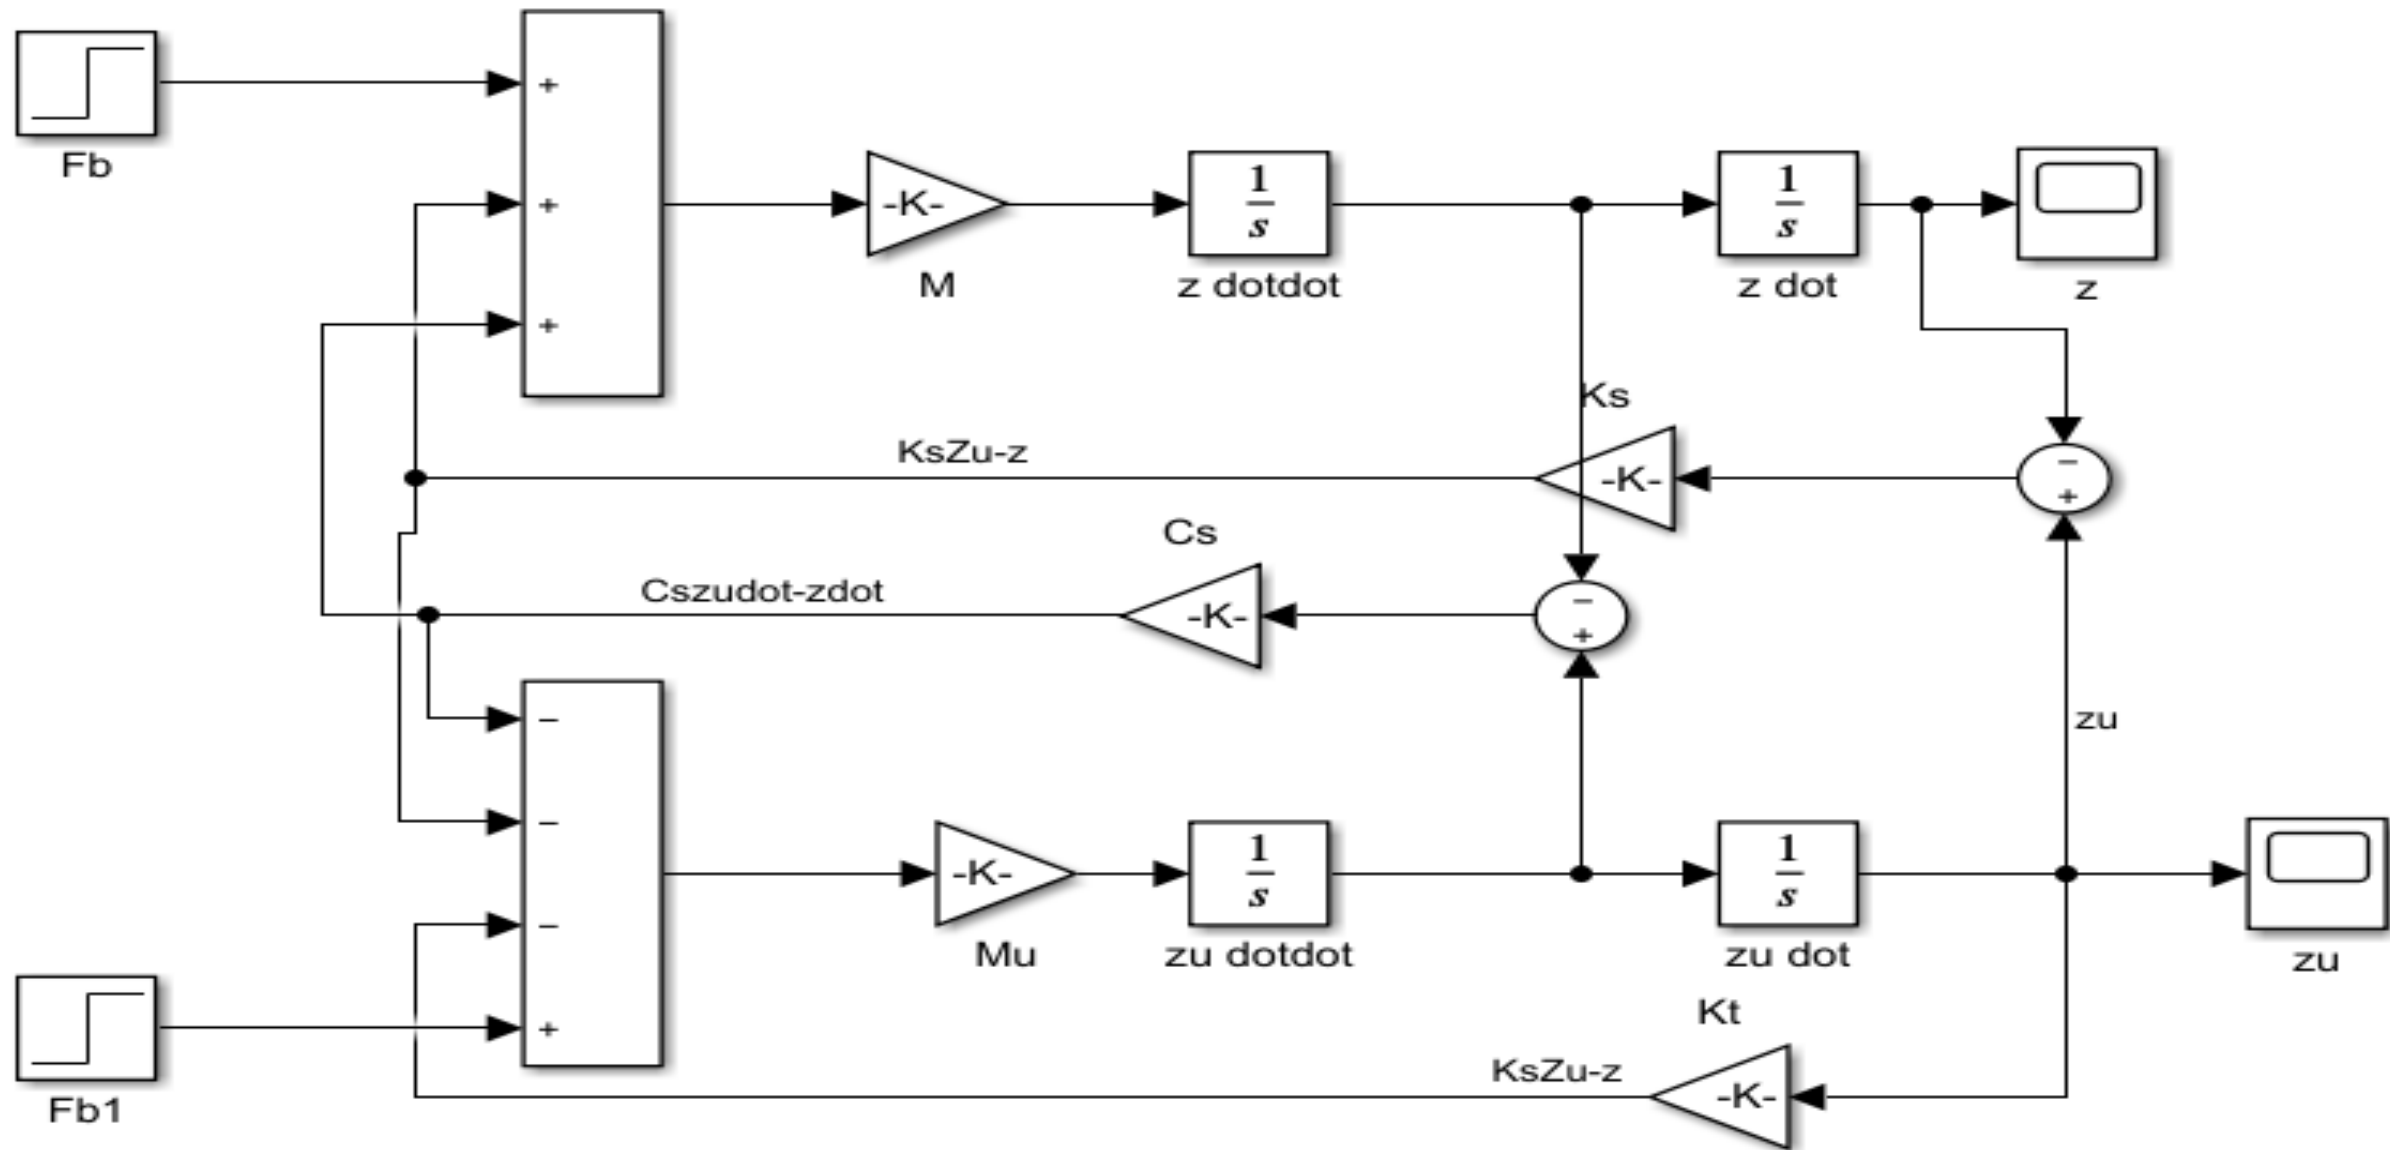 +
Fb
+
-K-
1
s
1
s
M
z dotdot
z dot
z
+
Ks
KsZu-z
-K-
−
+
Cs
Cszudot-zdot
-K-
−
+
−
zu
−
-K-
1
s
1
s
−
Mu
zu dotdot
zu dot
zu
+
Kt
Fb1
KsZu-z
-K-